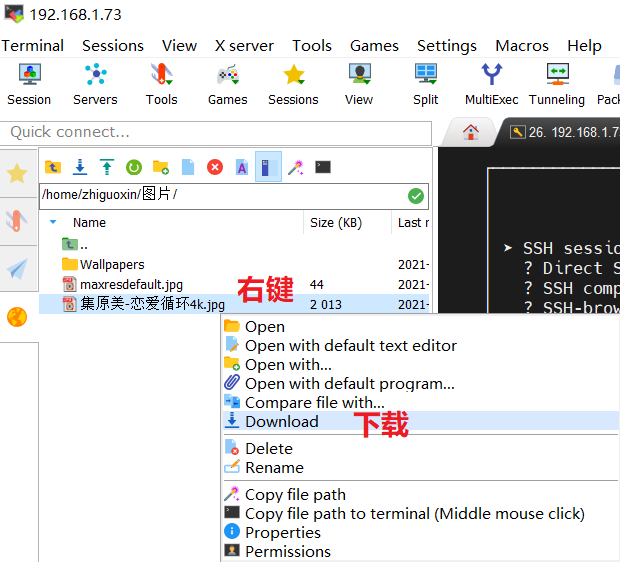 192.168.1.73
Terminal Sessions View X server Tools Games Settings Macros Help
Session Servers Tools Games Sessions View Split MultiExec Tunneling
Quick connect...
26. 192.168.1.7
/home/zhiguoxin/图片/
Name Size (KB) Last
..
Wallpapers 2021-
maxresdefault.jpg 44 2021-
集原美-恋爱循环4k.jpg 2 013 2021-
右键
➤ SSH sessio
? Direct S
? SSH comp
? SSH-brow
Open
Open with default text editor
Open with...
Open with default program...
Compare file with...
Download
下载
Delete
Rename
Copy file path
Copy file path to terminal (Middle mouse click)
Properties
Permissions